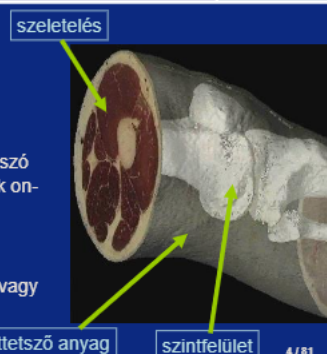 szeletelés
szó
k on-
vagy
ttetsző anyag
szintfelület
4 / 81